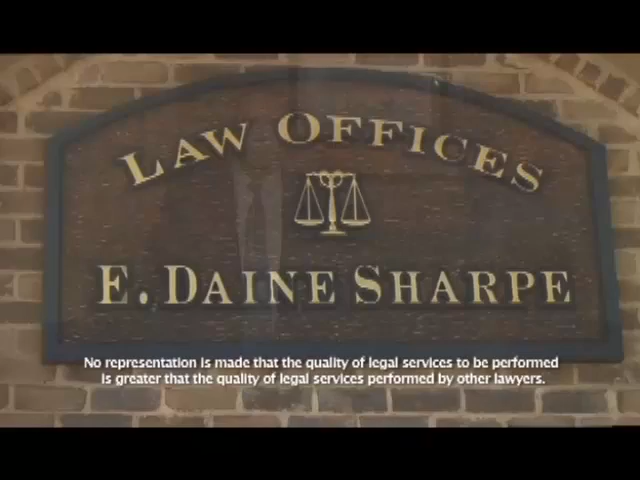 LAW OFFICES
E. DAINE SHARPE
No representation is made that the quality of legal services to be performed
is greater that the quality of legal services performed by other lawyers.